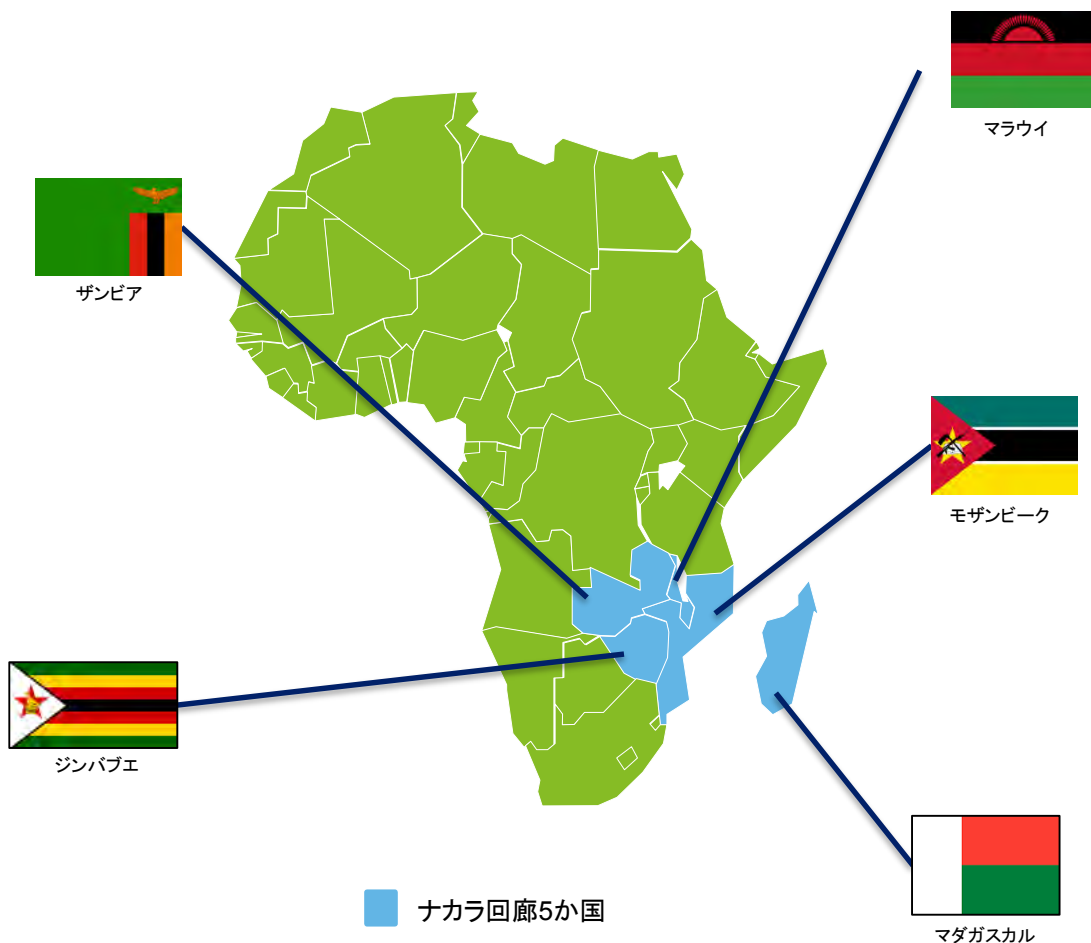 マラウイ
ザンビア
モザンビーク
ジンバブエ
ナカラ回廊5か国
マダガスカル